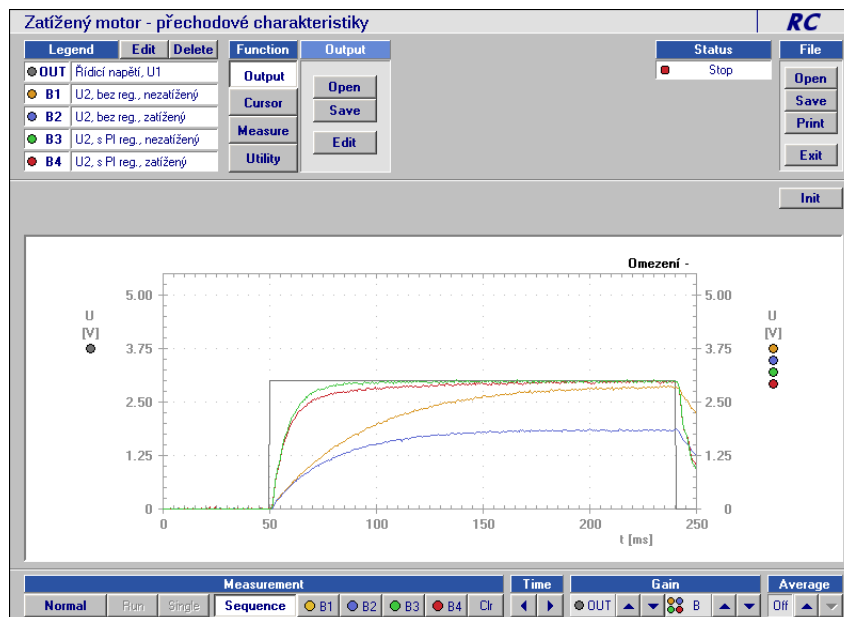 Zatížený motor - přechodové charakteristiky RC
Legend Edit Delete Function Output Status File
OUT Řídicí napětí, U1 Output Open Stop Open
B1 U2, bez reg., nezatížený Cursor Save Save
B2 U2, bez reg., zatížený Measure Edit Print
B3 U2, s PI reg., nezatížený Utility Exit
B4 U2, s PI reg., zatížený
Init
Omezení -
5.00 5.00
U U
[V] [V]
3.75 3.75
2.50 2.50
1.25 1.25
0 0
0 50 100 150 200 250
t [ms]
Measurement Time Gain Average
Normal Run Single Sequence B1 B2 B3 B4 Clr OUT B Off